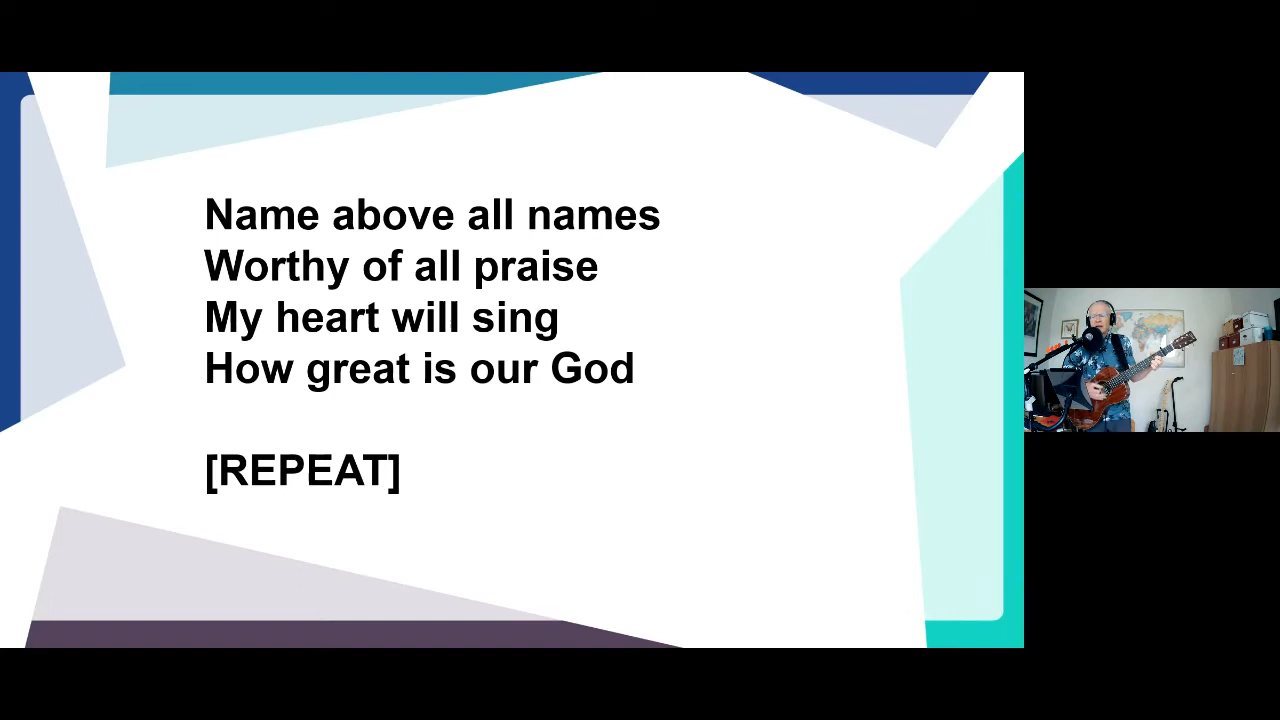 Name above all names
Worthy of all praise
My heart will sing
How great is our God
[REPEAT]